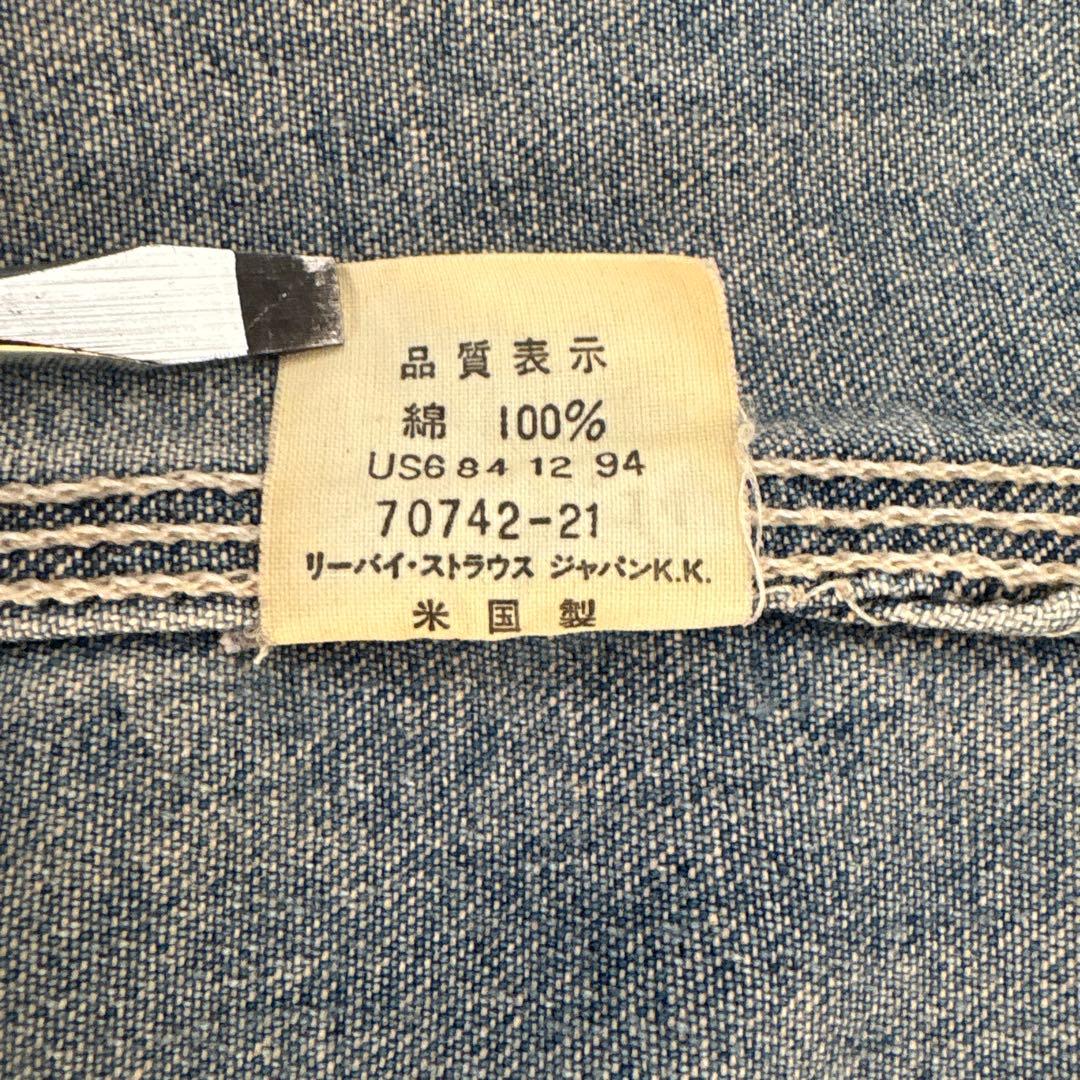 品質表示
綿 100%
US6 84 12 94
70742-21
リーバイ・ストラウス ジャパンK.K.
米国製